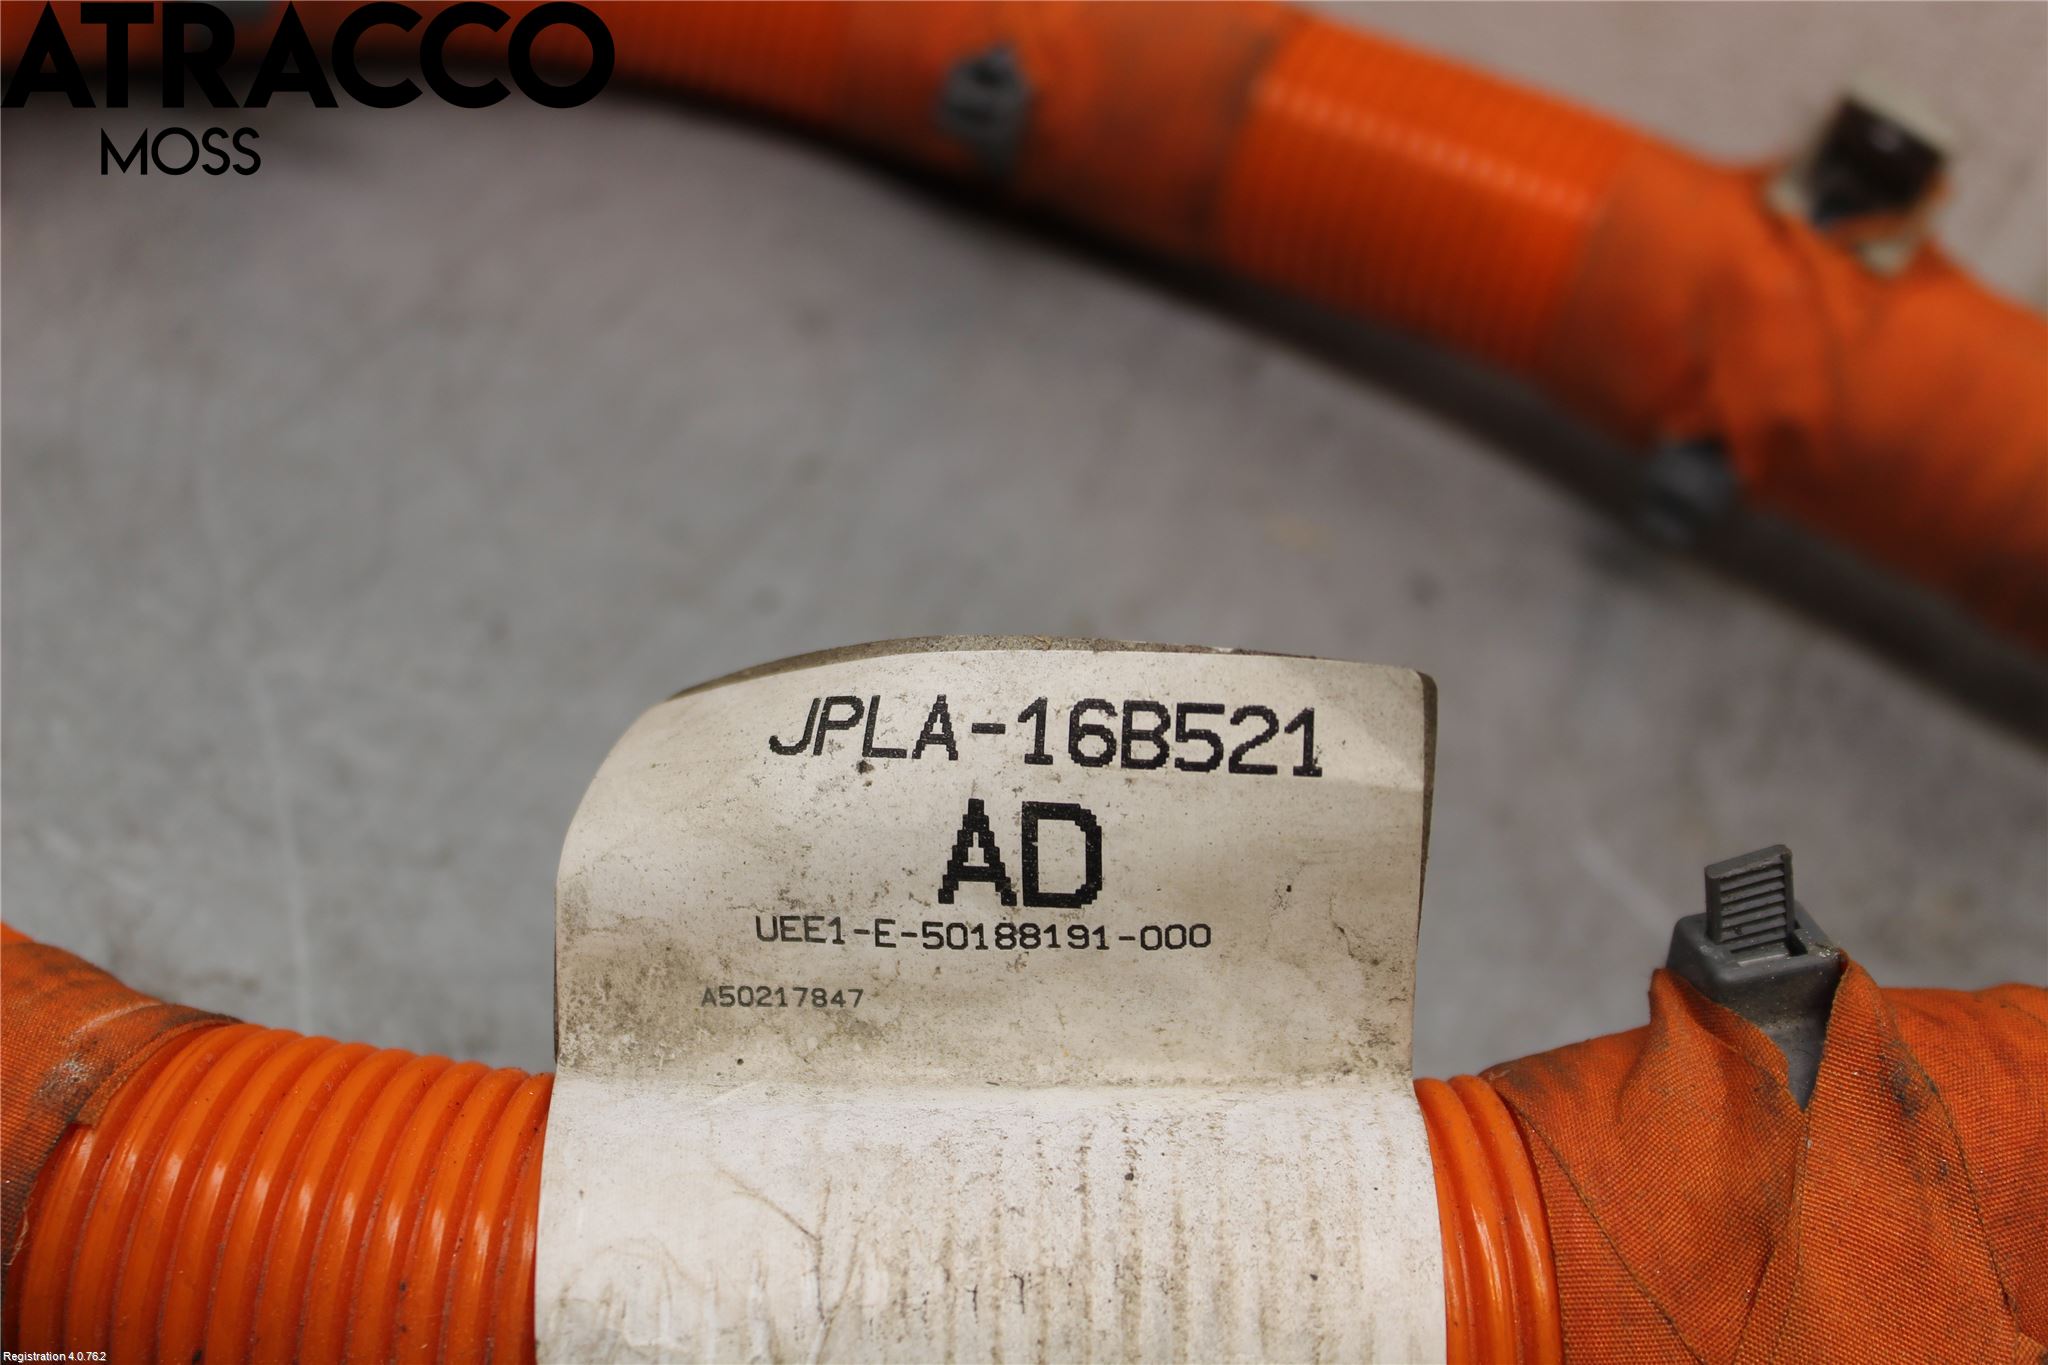 ATRACCO
MOSS
JPLA-16B521
AD
UEE1-E-50188191-000
A50217847
Registration 4.0.76.2